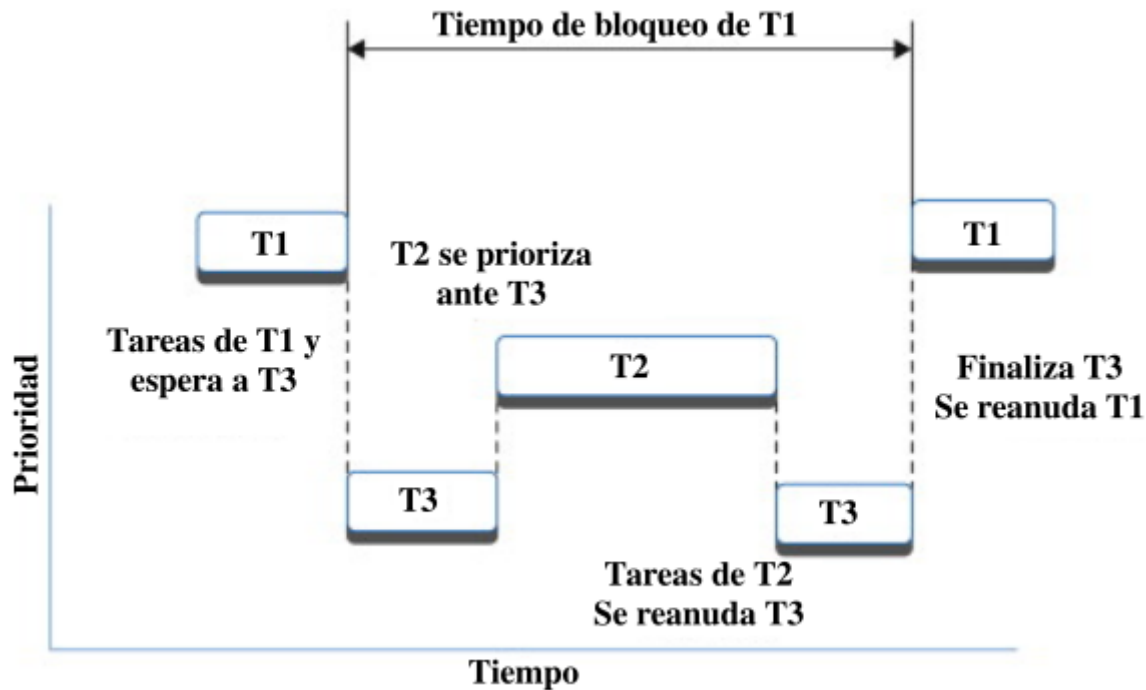 Tiempo de bloqueo de T1
T1
T1
T2 se prioriza
ante T3
Tareas de T1 y
espera a T3
T2
Finaliza T3
Se reanuda T1
Prioridad
T3
T3
Tareas de T2
Se reanuda T3
Tiempo